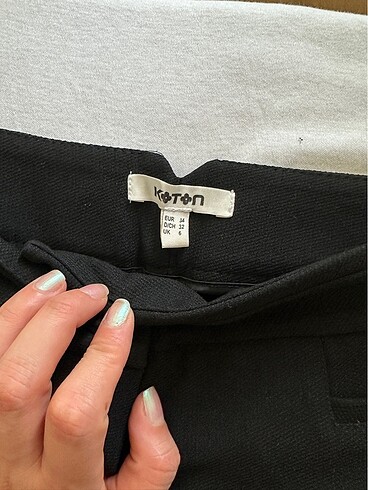 KOTON
EUR 34
D/CH 32
UK 6